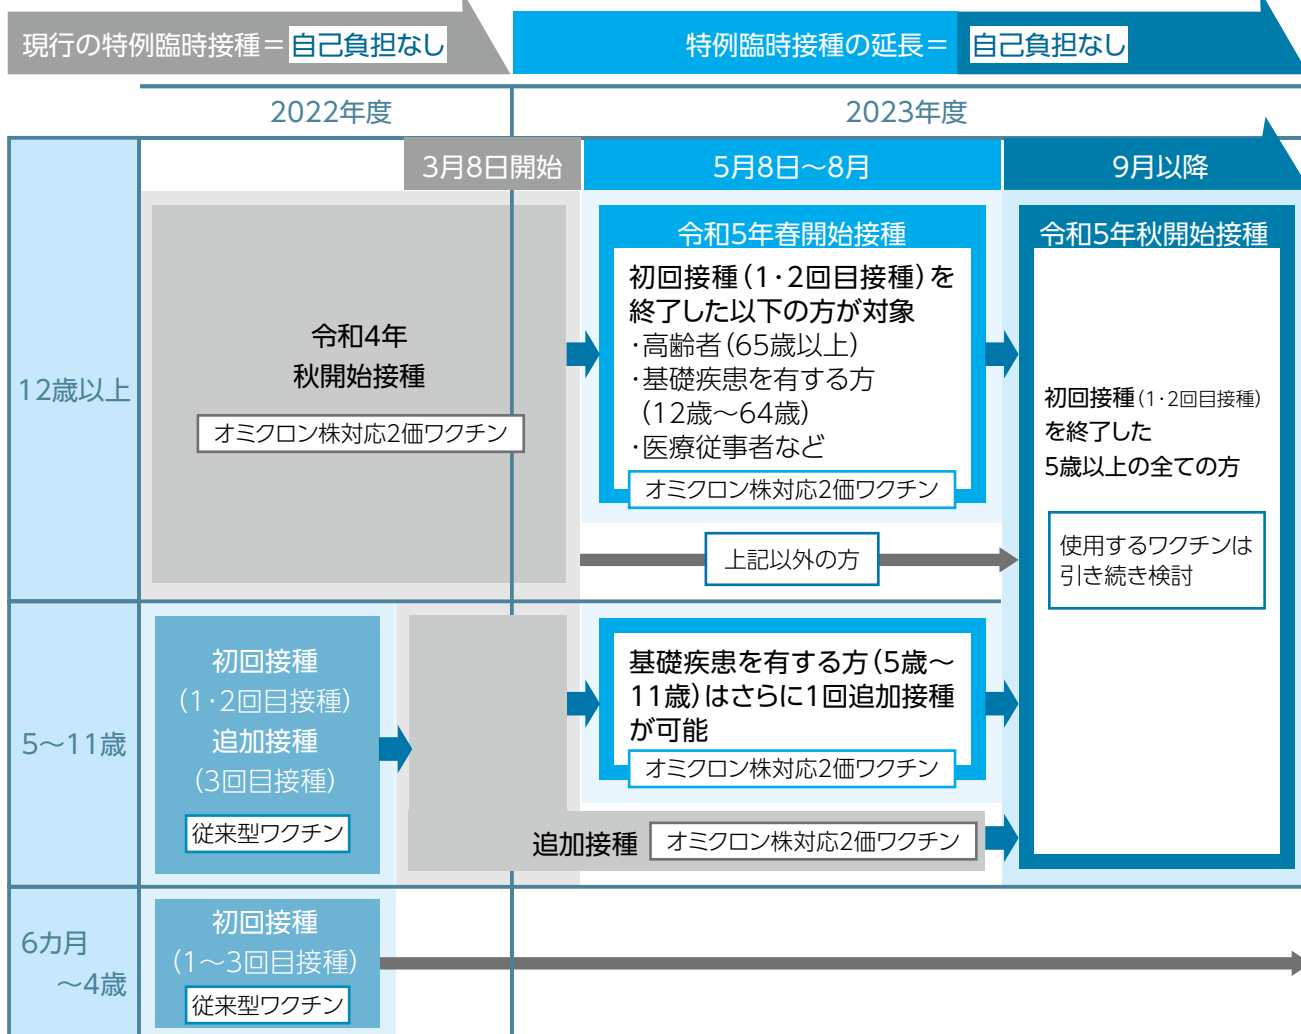 現行の特例臨時接種＝自己負担なし
特例臨時接種の延長＝自己負担なし
2022年度
2023年度
3月8日開始
5月8日～8月
9月以降
12歳以上
令和4年
秋開始接種
オミクロン株対応2価ワクチン
令和5年春開始接種
初回接種（1・2回目接種）を
終了した以下の方が対象
・高齢者（65歳以上）
・基礎疾患を有する方
（12歳～64歳）
・医療従事者など
オミクロン株対応2価ワクチン
上記以外の方
令和5年秋開始接種
初回接種（1・2回目接種）
を終了した
5歳以上の全ての方
使用するワクチンは
引き続き検討
5～11歳
初回接種
（1・2回目接種）
追加接種
（3回目接種）
従来型ワクチン
基礎疾患を有する方（5歳～
11歳）はさらに1回追加接種
が可能
オミクロン株対応2価ワクチン
追加接種 オミクロン株対応2価ワクチン
6カ月
～4歳
初回接種
（1～3回目接種）
従来型ワクチン